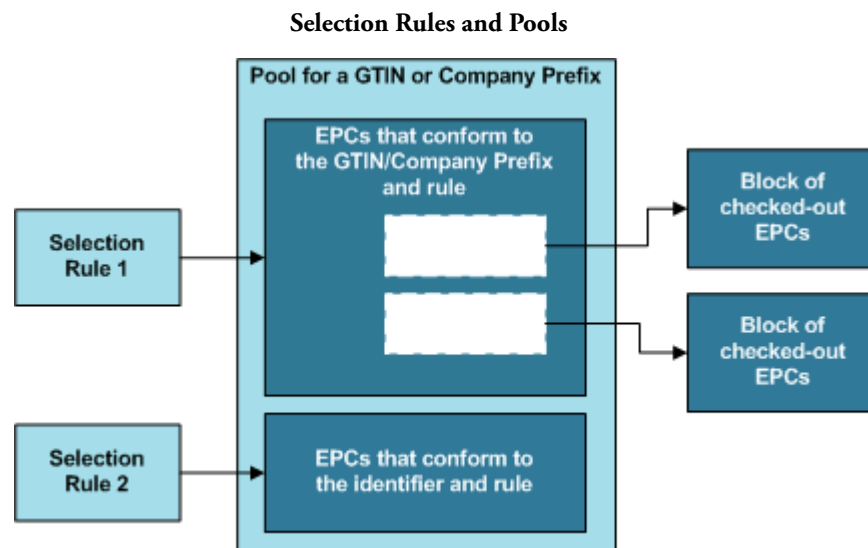 Selection Rules and Pools
Pool for a GTIN or Company Prefix
EPCs that conform to
the GTIN/Company Prefix
and rule
Block of
checked-out
EPCs
Selection
Rule 1
Block of
checked-out
EPCs
Selection
Rule 2
EPCs that conform to
the identifier and rule